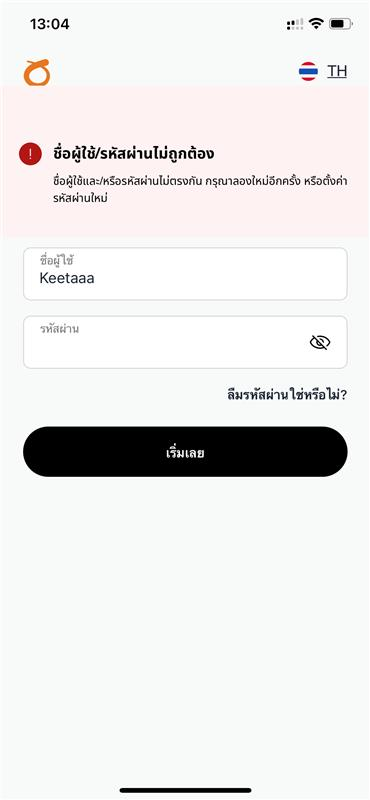 13:04
TH
ชื่อผู้ใช้/รหัสผ่านไม่ถูกต้อง
ชื่อผู้ใช้และ/หรือรหัสผ่านไม่ตรงกัน กรุณาลองใหม่อีกครั้ง หรือตั้งค่า
รหัสผ่านใหม่
ชื่อผู้ใช้
Keetaaa
รหัสผ่าน
ลืมรหัสผ่านใช่หรือไม่?
เริ่มเลย